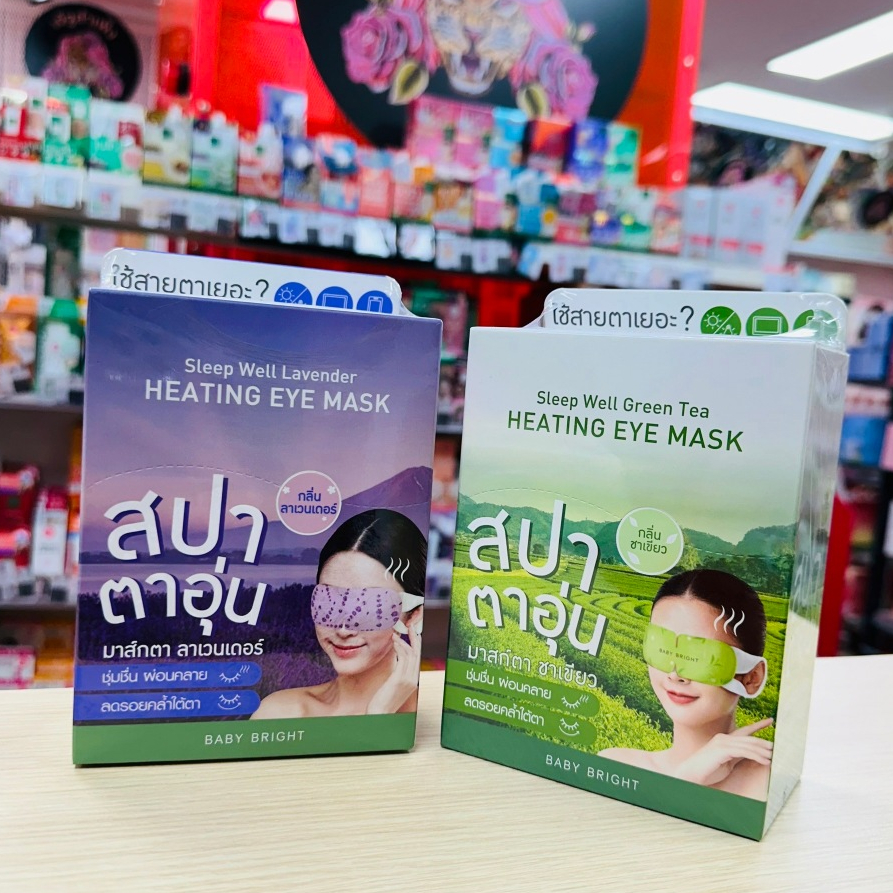 ใช้สายตาเยอะ?
Sleep Well Lavender
HEATING EYE MASK
กลิ่น
ลาเวนเดอร์
สปา
ตาอุ่น
มาส์กตา ลาเวนเดอร์
ชุ่มชื่น ผ่อนคลาย
ลดรอยคล้ำใต้ตา
BABY BRIGHT
ใช้สายตาเยอะ?
Sleep Well Green Tea
HEATING EYE MASK
กลิ่น
ชาเขียว
สปา
ตาอุ่น
มาสก์ตา ชาเขียว
ชุ่มชื่น ผ่อนคลาย
ลดรอยคล้ำใต้ตา
BABY BRIGHT
BABY BRIGHT